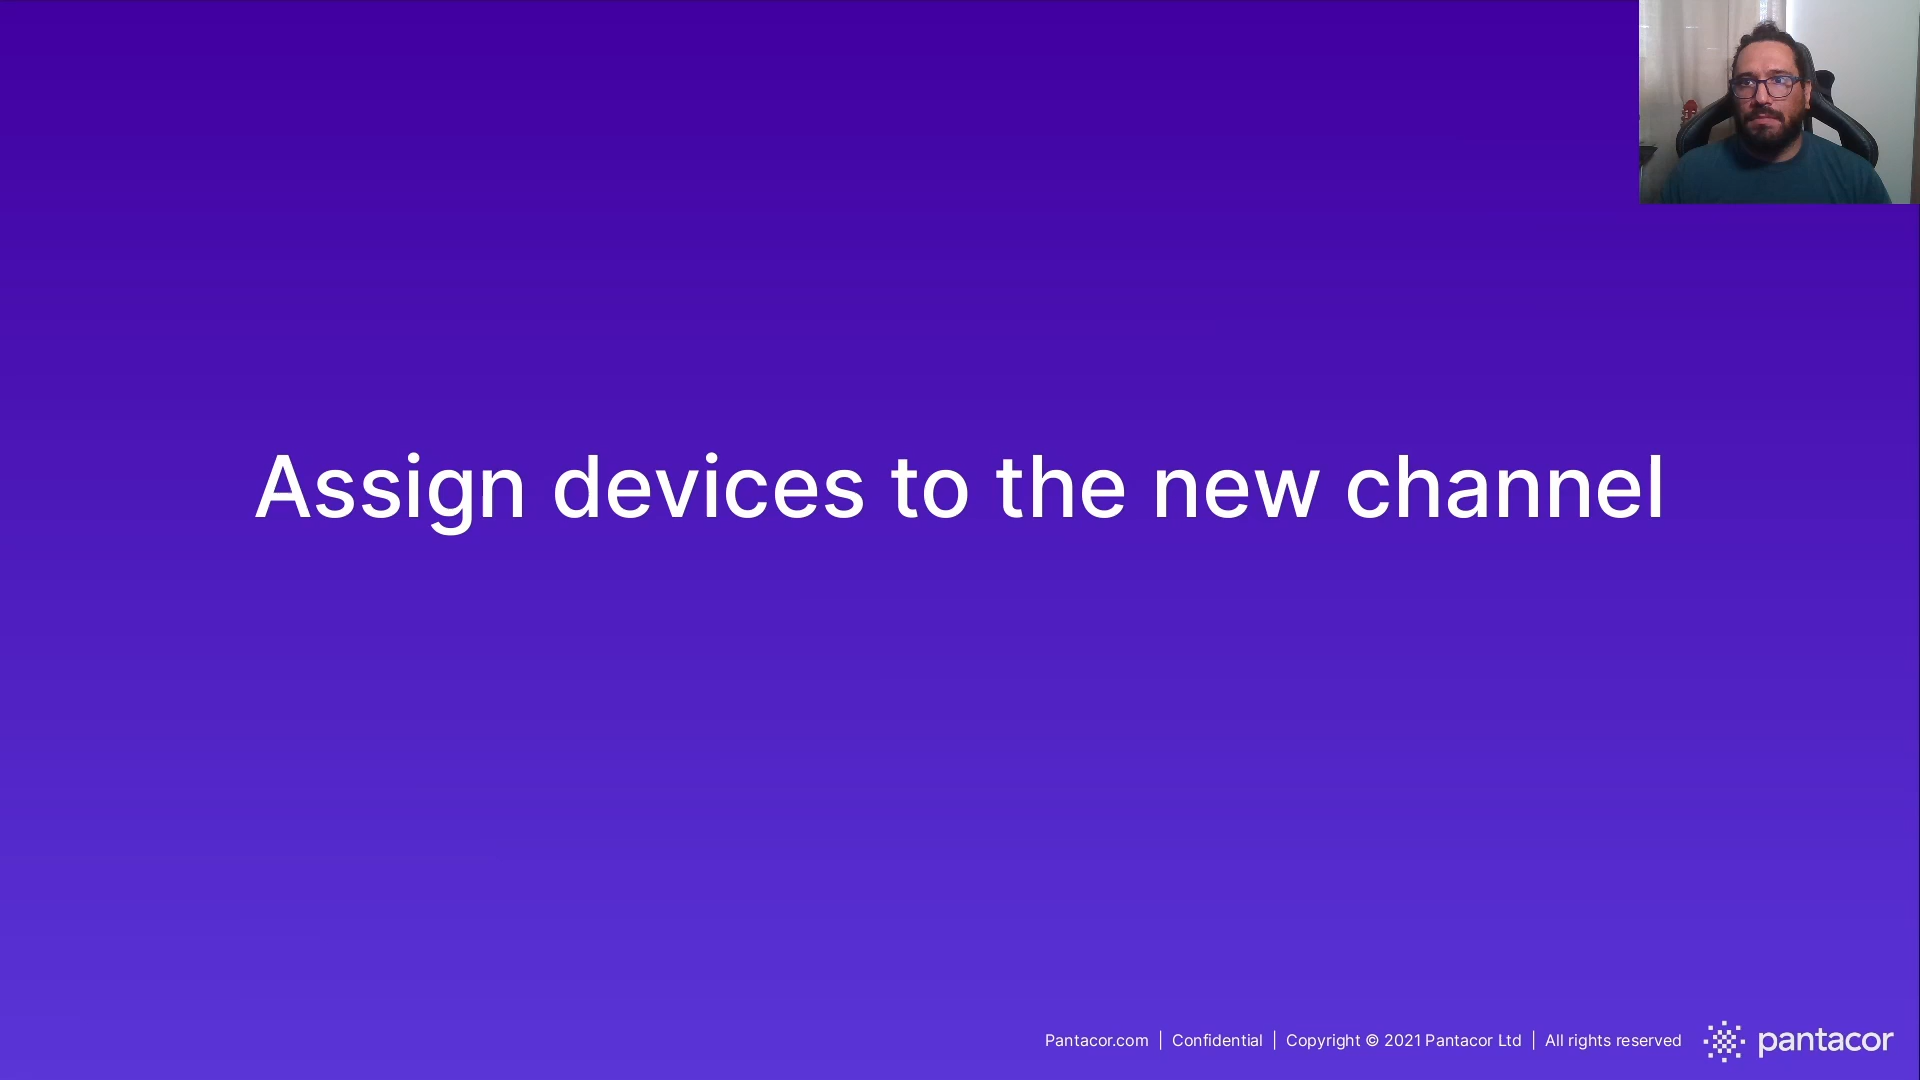 Assign devices to the new channel
Pantacor.com | Confidential | Copyright © 2021 Pantacor Ltd | All rights reserved pantacor